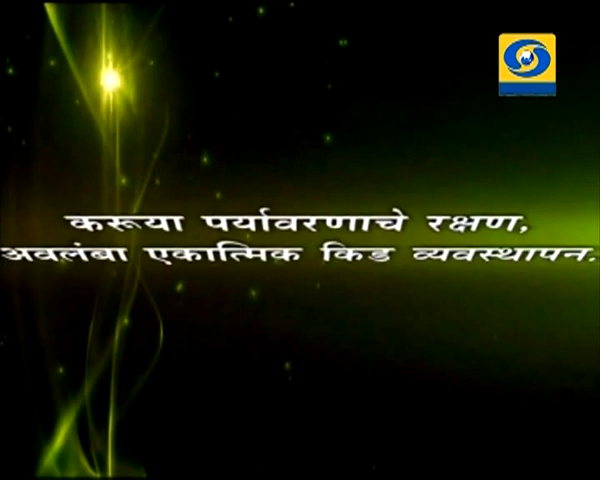 करूया पर्यावरणाचे रक्षण,
अवलंबा एकात्मिक किड व्यवस्थापन.